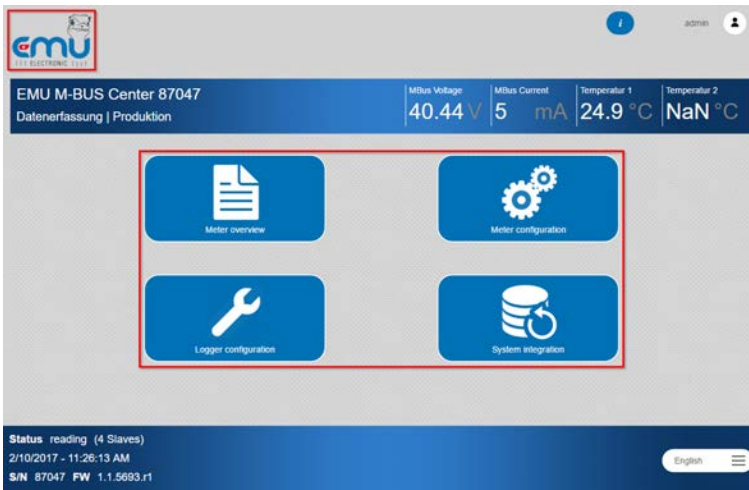 emu
ELECTRONIC
i
admin
EMU M-BUS Center 87047
Datenerfassung | Produktion
MBus Voltage
40.44 V
MBus Current
5 mA
Temperatur 1
24.9 °C
Temperatur 2
NaN °C
Meter overview
Meter configuration
Logger configuration
System integration
Status reading (4 Slaves)
2/10/2017 - 11:26:13 AM
S/N 87047 FW 1.1.5693.r1
English